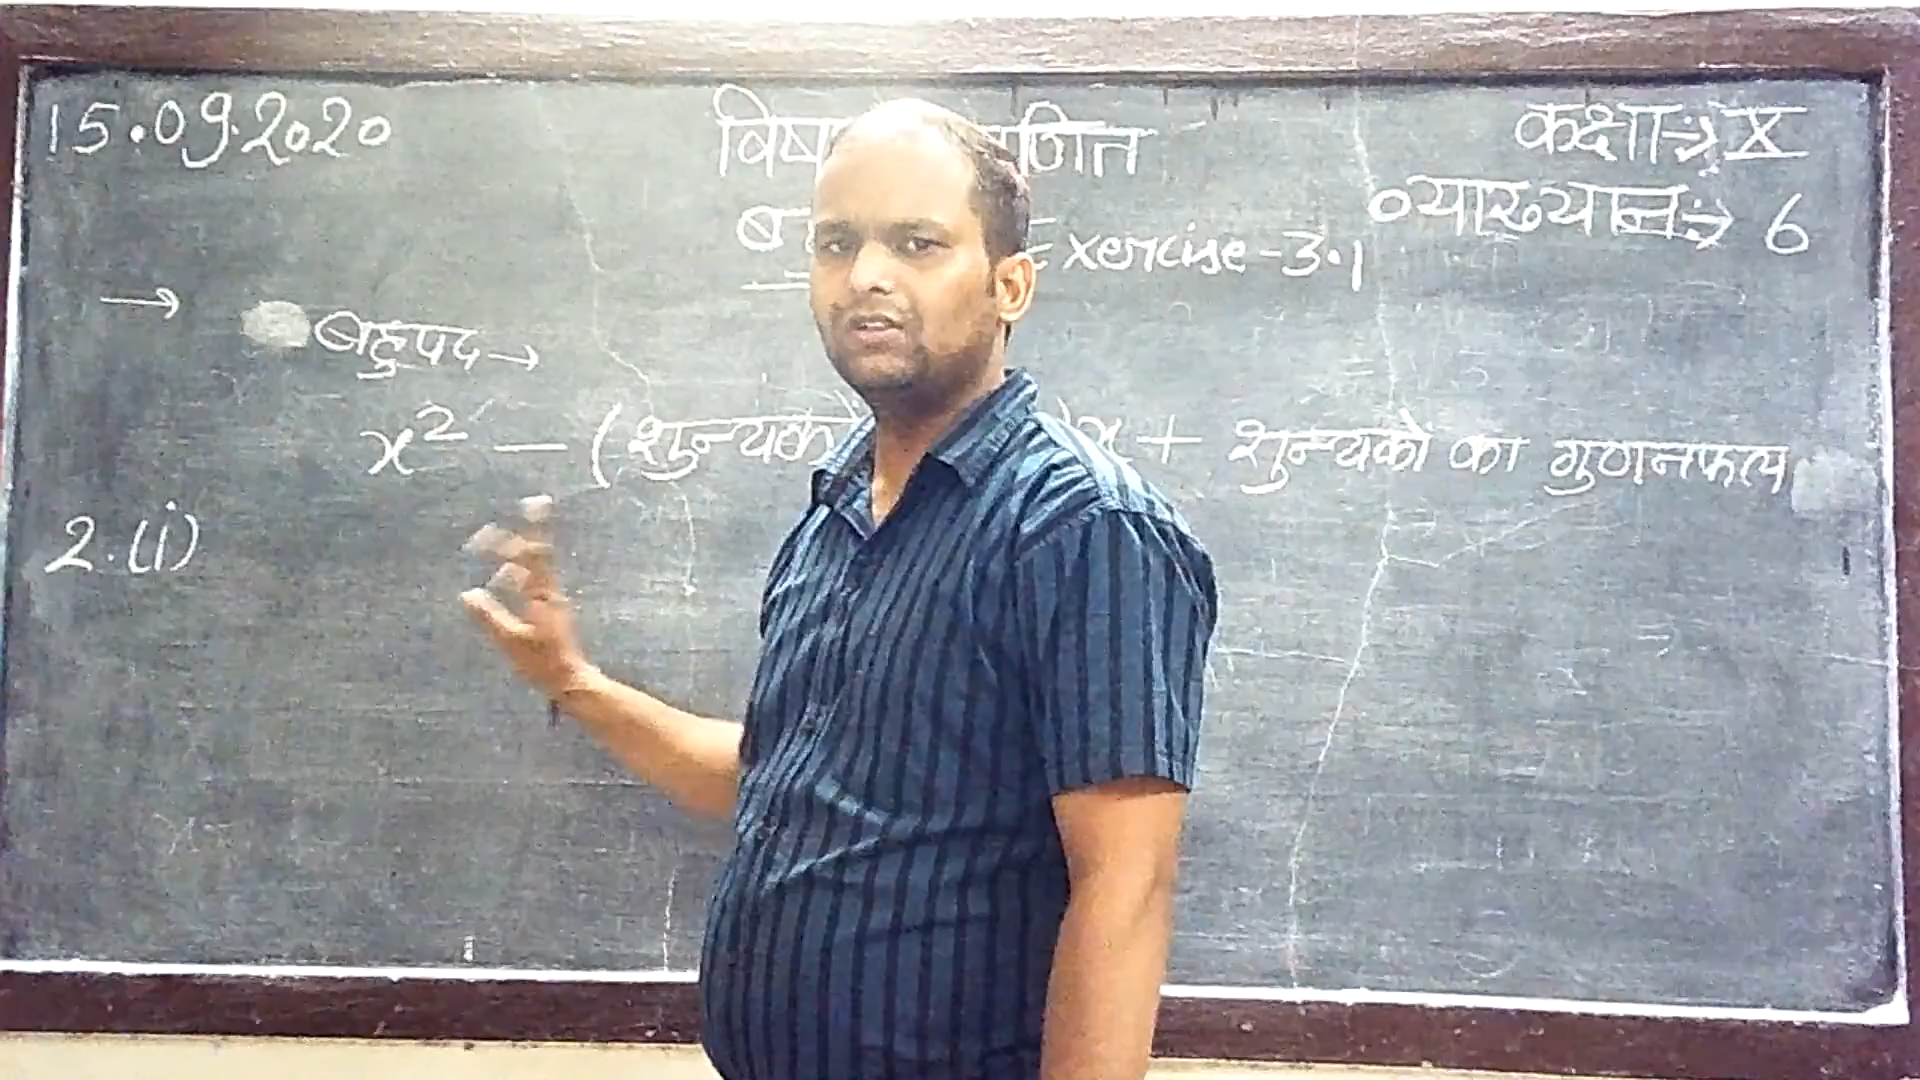 15.09.2020
कक्षा → X
व्याख्यान → 6
Exercise-3.1
→ बहुपद →
x² - (शुन्यको x + शुन्यकों का गुणनफल
2.(i)